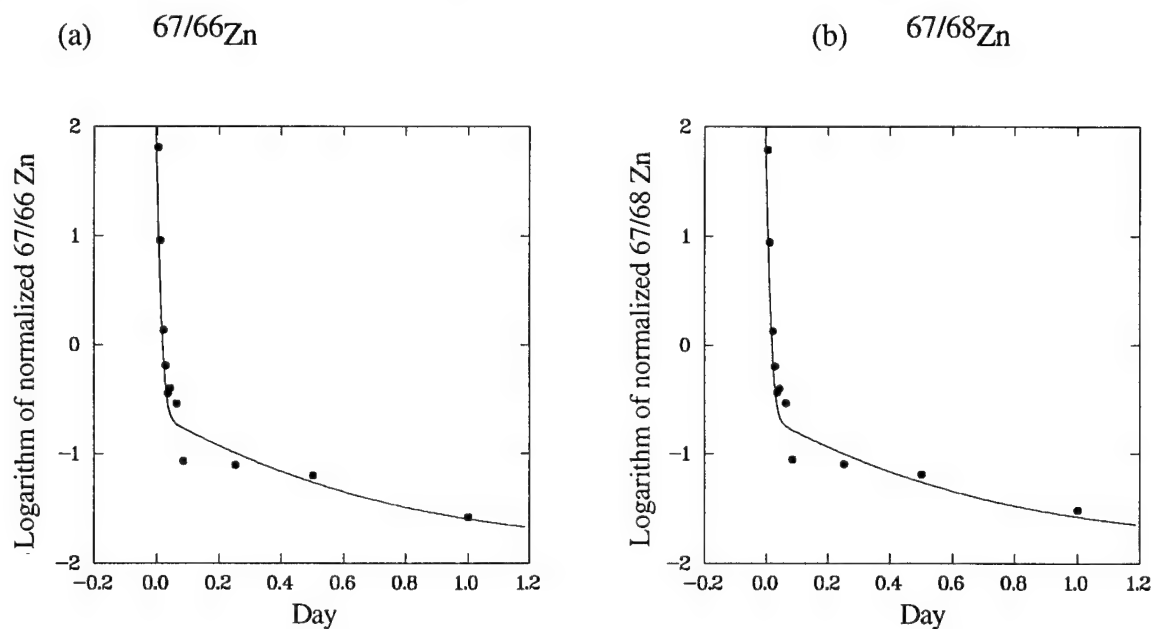 (a) 67/66Zn
(b) 67/68Zn
Logarithm of normalized 67/66 Zn
2
1
0
−1
−2
−0.2 0.0 0.2 0.4 0.6 0.8 1.0 1.2
Day
Logarithm of normalized 67/68 Zn
2
1
0
−1
−2
−0.2 0.0 0.2 0.4 0.6 0.8 1.0 1.2
Day